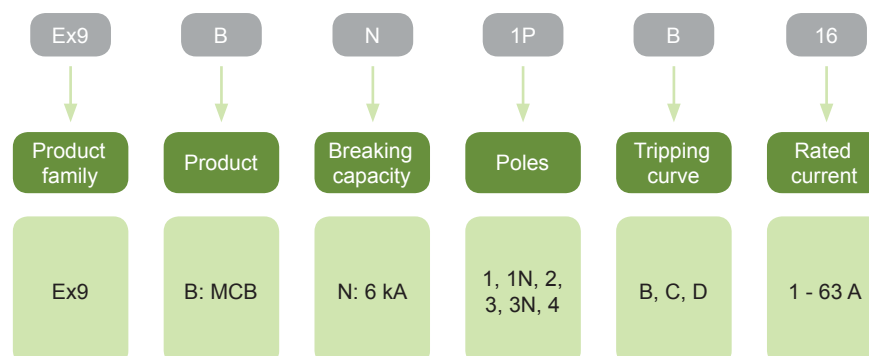 Ex9 B N 1P B 16
Product family
Product
Breaking capacity
Poles
Tripping curve
Rated current
Ex9
B: MCB
N: 6 kA
1, 1N, 2,
3, 3N, 4
B, C, D
1 - 63 A